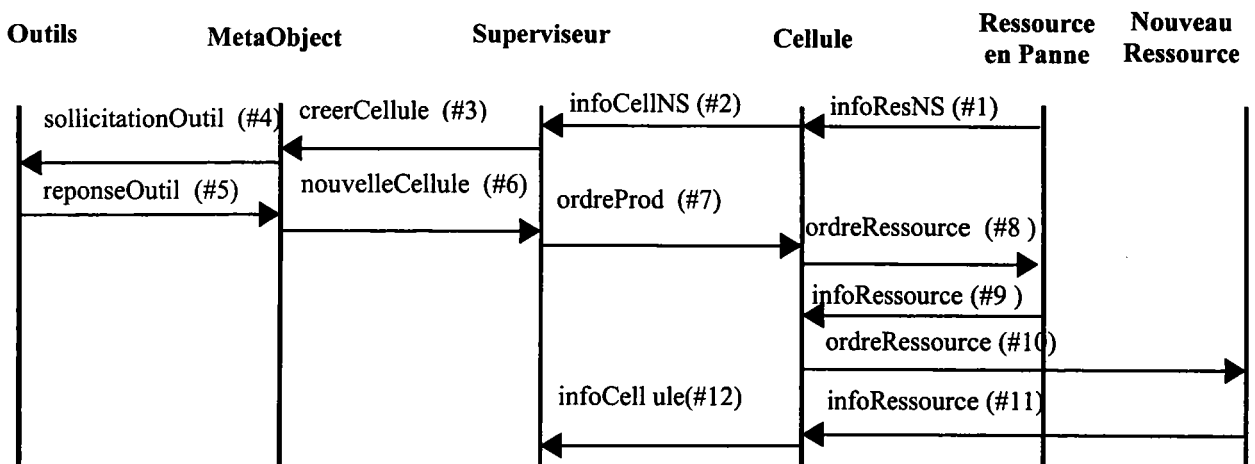 Outils
MetaObject
Superviseur
Cellule
Ressource
en Panne
Nouveau
Ressource
sollicitationOutil (#4)
creerCellule (#3)
infoCellNS (#2)
infoResNS (#1)
reponseOutil (#5)
nouvelleCellule (#6)
ordreProd (#7)
ordreRessource (#8 )
infoRessource (#9 )
ordreRessource (#10)
infoCell ule(#12)
infoRessource (#11)